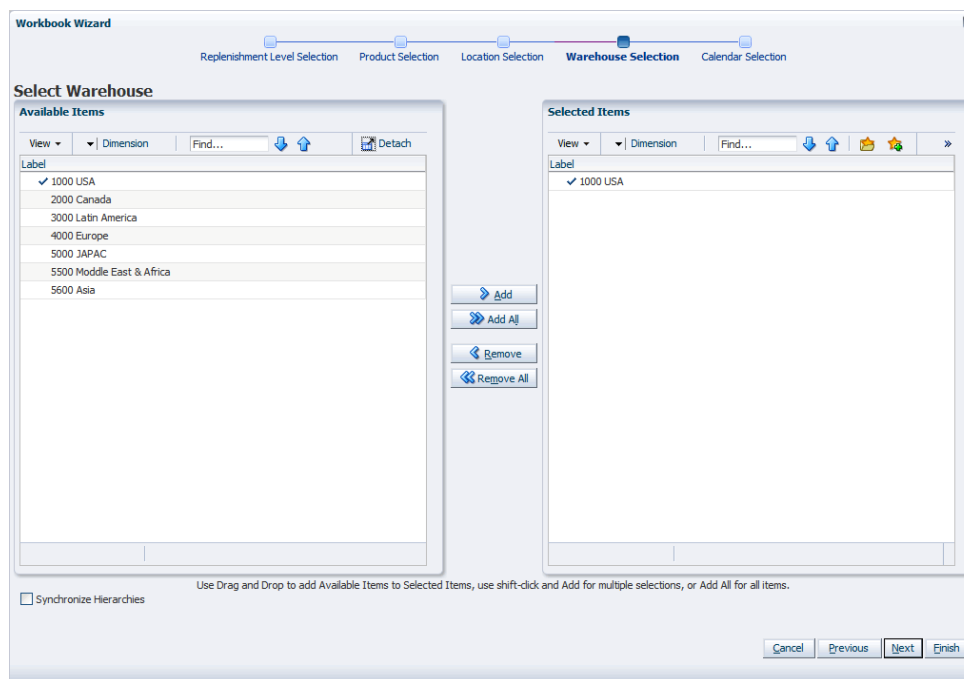 Workbook Wizard
Replenishment Level Selection Product Selection Location Selection Warehouse Selection Calendar Selection
Select Warehouse
Available Items
View Dimension Find... Detach
Label
1000 USA
2000 Canada
3000 Latin America
4000 Europe
5000 JAPAC
5500 Moddle East & Africa
5600 Asia
Add
Add All
Remove
Remove All
Selected Items
View Dimension Find... »
Label
1000 USA
Use Drag and Drop to add Available Items to Selected Items, use shift-click and Add for multiple selections, or Add All for all items.
Synchronize Hierarchies
Cancel Previous Next Finish